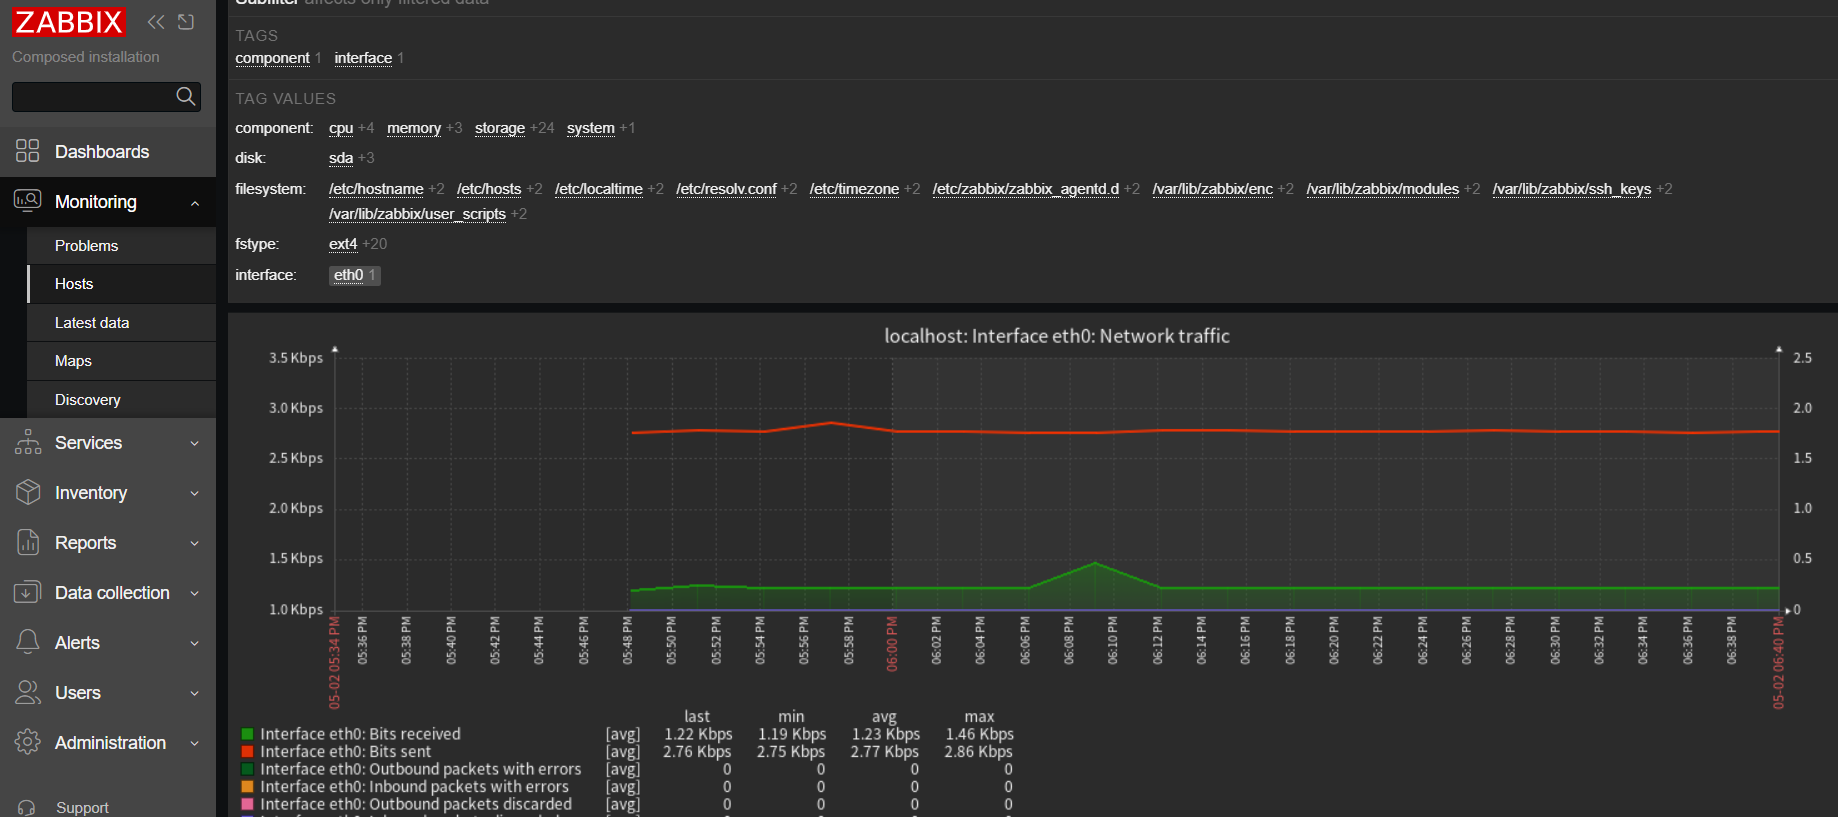 ZABBIX
Composed installation
Dashboards
Monitoring
Problems
Hosts
Latest data
Maps
Discovery
Services
Inventory
Reports
Data collection
Alerts
Users
Administration
Support
Subfilter affects only filtered data
TAGS
component 1 interface 1
TAG VALUES
component: cpu +4 memory +3 storage +24 system +1
disk: sda +3
filesystem: /etc/hostname +2 /etc/hosts +2 /etc/localtime +2 /etc/resolv.conf +2 /etc/timezone +2 /etc/zabbix/zabbix_agentd.d +2 /var/lib/zabbix/enc +2 /var/lib/zabbix/modules +2 /var/lib/zabbix/ssh_keys +2
/var/lib/zabbix/user_scripts +2
fstype: ext4 +20
interface: eth0 1
localhost: Interface eth0: Network traffic
3.5 Kbps 2.5
3.0 Kbps 2.0
2.5 Kbps 1.5
2.0 Kbps 1.0
1.5 Kbps 0.5
1.0 Kbps 0
05-02 05:34 PM 05:36 PM 05:38 PM 05:40 PM 05:42 PM 05:44 PM 05:46 PM 05:48 PM 05:50 PM 05:52 PM 05:54 PM 05:56 PM 05:58 PM 06:00 PM 06:02 PM 06:04 PM 06:06 PM 06:08 PM 06:10 PM 06:12 PM 06:14 PM 06:16 PM 06:18 PM 06:20 PM 06:22 PM 06:24 PM 06:26 PM 06:28 PM 06:30 PM 06:32 PM 06:34 PM 06:36 PM 06:38 PM 05-02 06:40 PM
last min avg max
Interface eth0: Bits received [avg] 1.22 Kbps 1.19 Kbps 1.23 Kbps 1.46 Kbps
Interface eth0: Bits sent [avg] 2.76 Kbps 2.75 Kbps 2.77 Kbps 2.86 Kbps
Interface eth0: Outbound packets with errors [avg] 0 0 0 0
Interface eth0: Inbound packets with errors [avg] 0 0 0 0
Interface eth0: Outbound packets discarded [avg] 0 0 0 0